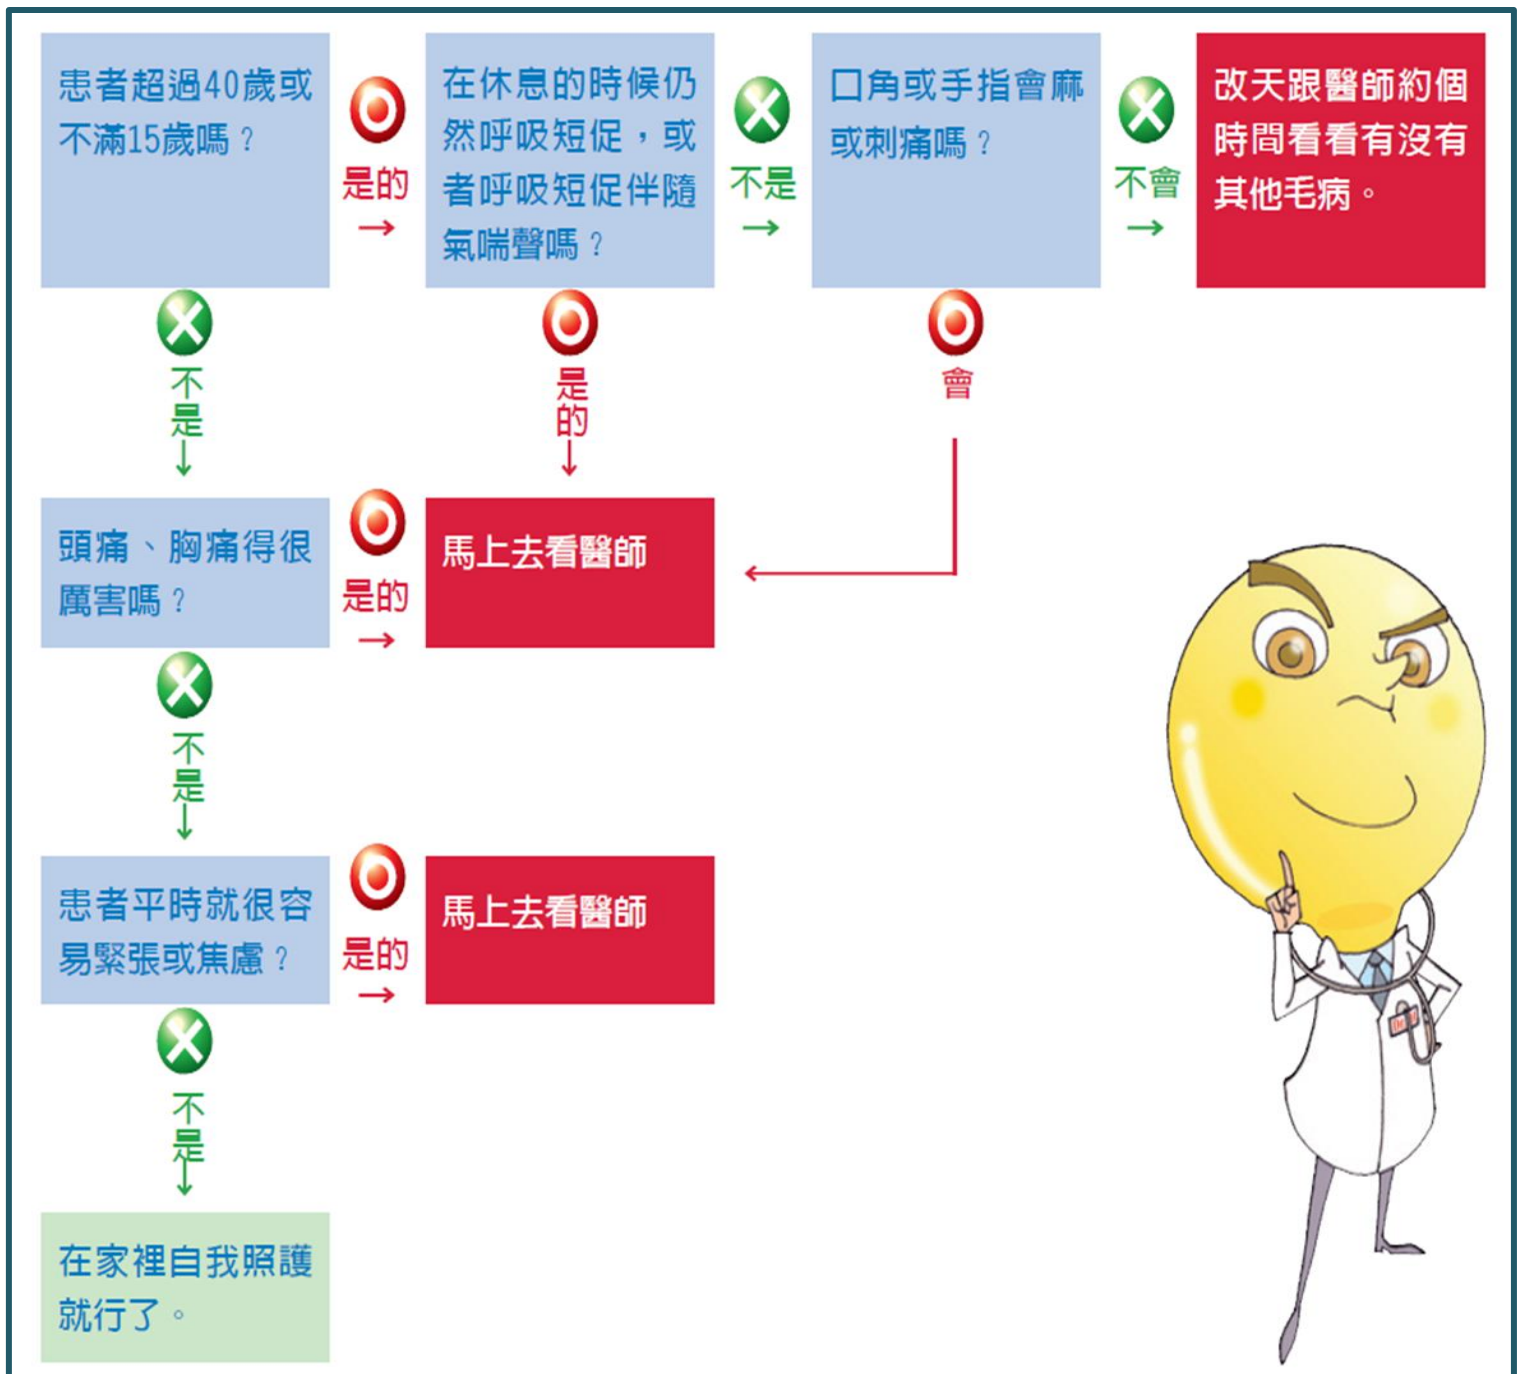 患者超過40歲或
不滿15歲嗎？
是的
→
在休息的時候仍
然呼吸短促，或
者呼吸短促伴隨
氣喘聲嗎？
不是
→
口角或手指會麻
或刺痛嗎？
不會
→
改天跟醫師約個
時間看看有沒有
其他毛病。
不是
↓
是的
↓
會
頭痛、胸痛得很
厲害嗎？
是的
→
馬上去看醫師
不是
↓
患者平時就很容
易緊張或焦慮？
是的
→
馬上去看醫師
不是
↓
在家裡自我照護
就行了。